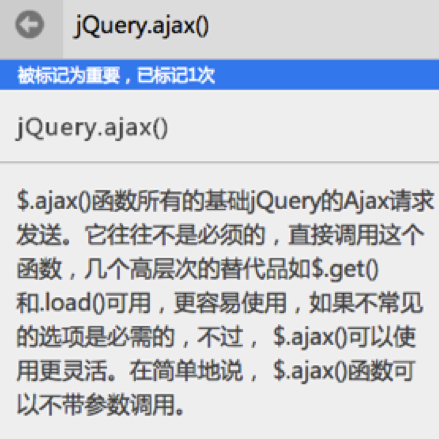 jQuery.ajax()
被标记为重要，已标记1次
jQuery.ajax()
$.ajax()函数所有的基础jQuery的Ajax请求
发送。它往往不是必须的，直接调用这个
函数，几个高层次的替代品如$.get()
和.load()可用，更容易使用，如果不常见
的选项是必需的，不过， $.ajax()可以使
用更灵活。在简单地说， $.ajax()函数可
以不带参数调用。